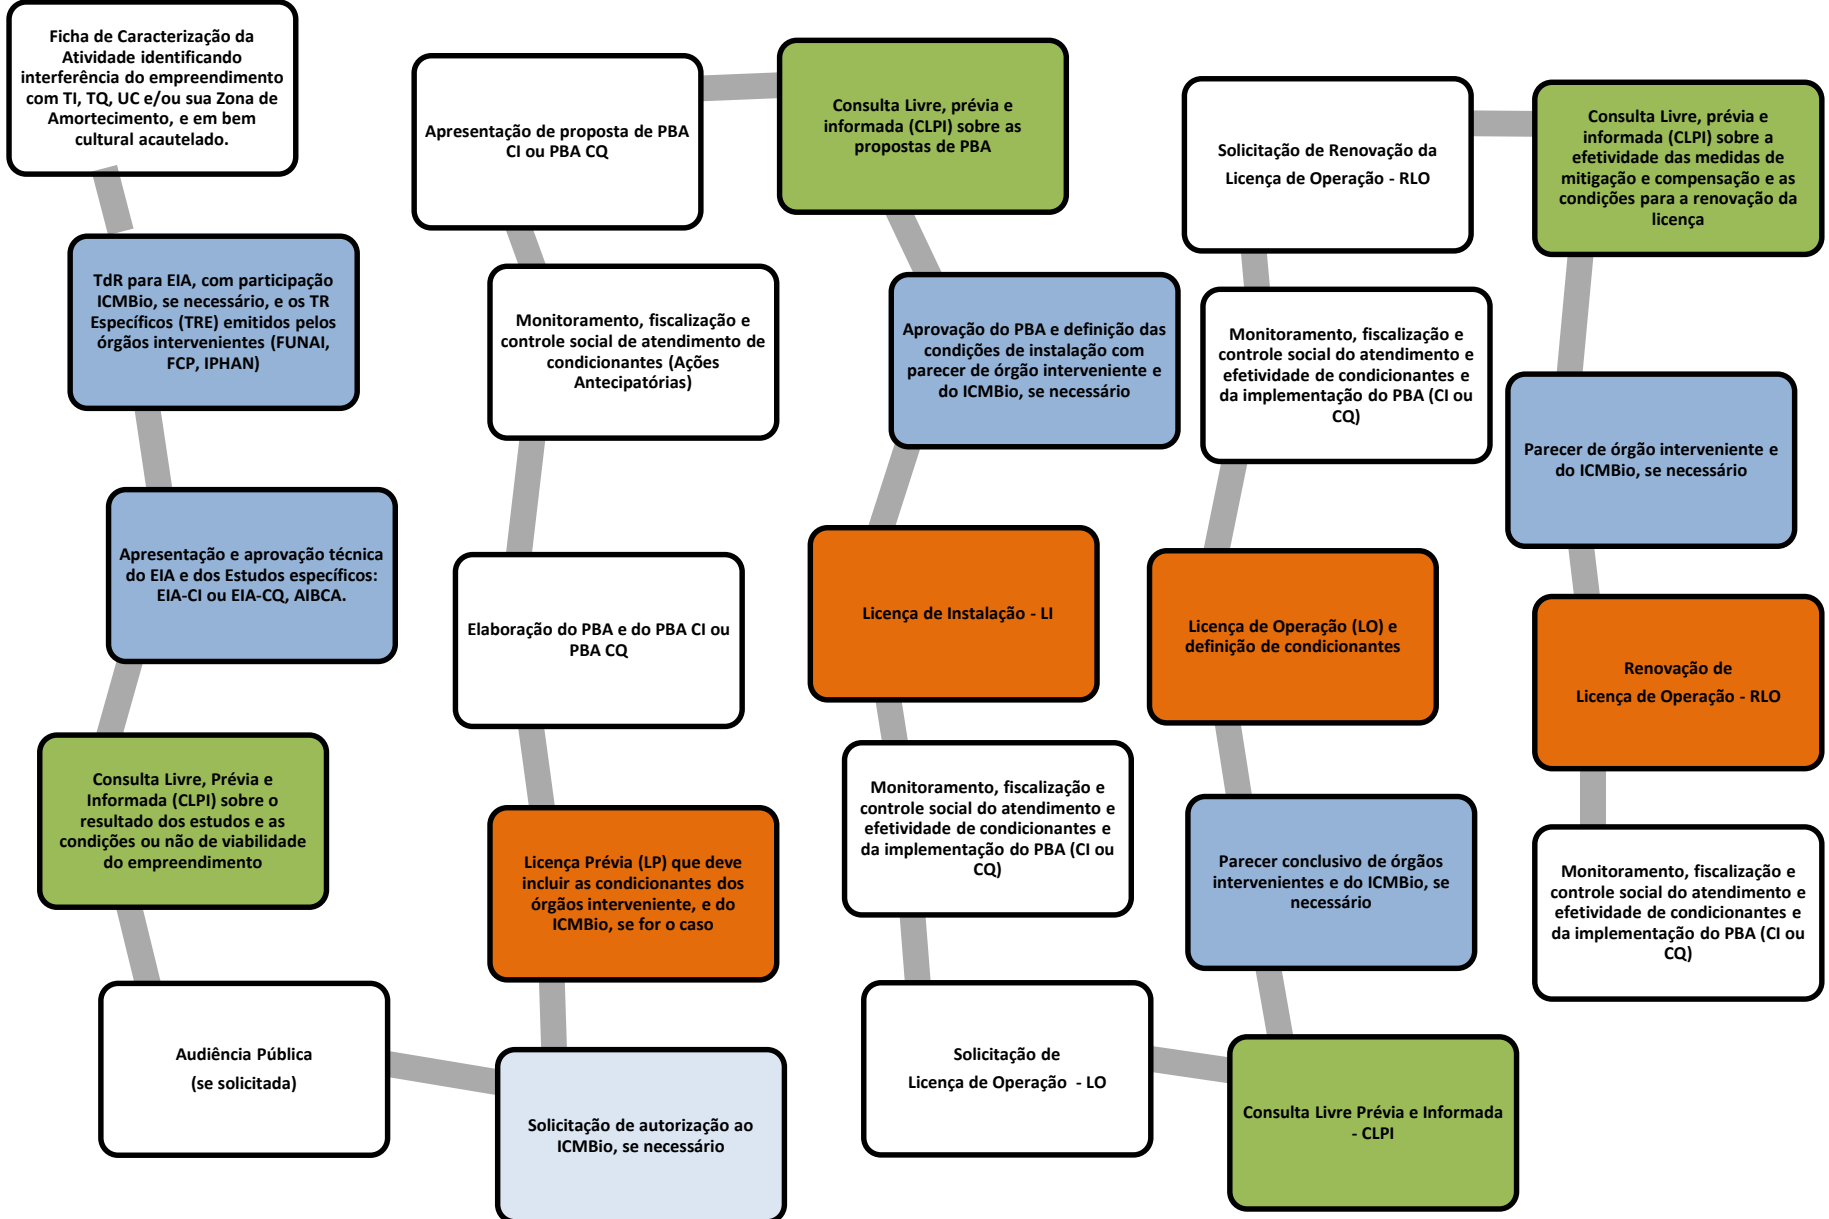 Ficha de Caracterização da
Atividade identificando
interferência do empreendimento
com TI, TQ, UC e/ou sua Zona de
Amortecimento, e em bem
cultural acautelado.
TdR para EIA, com participação
ICMBio, se necessário, e os TR
Específicos (TRE) emitidos pelos
órgãos intervenientes (FUNAI,
FCP, IPHAN)
Apresentação e aprovação técnica
do EIA e dos Estudos específicos:
EIA-CI ou EIA-CQ, AIBCA.
Consulta Livre, Prévia e
Informada (CLPI) sobre o
resultado dos estudos e as
condições ou não de viabilidade
do empreendimento
Audiência Pública
(se solicitada)
Solicitação de autorização ao
ICMBio, se necessário
Licença Prévia (LP) que deve
incluir as condicionantes dos
órgãos interveniente, e do
ICMBio, se for o caso
Elaboração do PBA e do PBA CI ou
PBA CQ
Monitoramento, fiscalização e
controle social de atendimento de
condicionantes (Ações
Antecipatórias)
Apresentação de proposta de PBA
CI ou PBA CQ
Consulta Livre, prévia e
informada (CLPI) sobre as
propostas de PBA
Aprovação do PBA e definição das
condições de instalação com
parecer de órgão interveniente e
do ICMBio, se necessário
Licença de Instalação - LI
Monitoramento, fiscalização e
controle social do atendimento e
efetividade de condicionantes e
da implementação do PBA (CI ou
CQ)
Solicitação de
Licença de Operação - LO
Consulta Livre Prévia e Informada
- CLPI
Parecer conclusivo de órgãos
intervenientes e do ICMBio, se
necessário
Licença de Operação (LO) e
definição de condicionantes
Monitoramento, fiscalização e
controle social do atendimento e
efetividade de condicionantes e
da implementação do PBA (CI ou
CQ)
Solicitação de Renovação da
Licença de Operação - RLO
Consulta Livre, prévia e
informada (CLPI) sobre a
efetividade das medidas de
mitigação e compensação e as
condições para a renovação da
licença
Parecer de órgão interveniente e
do ICMBio, se necessário
Renovação de
Licença de Operação - RLO
Monitoramento, fiscalização e
controle social do atendimento e
efetividade de condicionantes e
da implementação do PBA (CI ou
CQ)